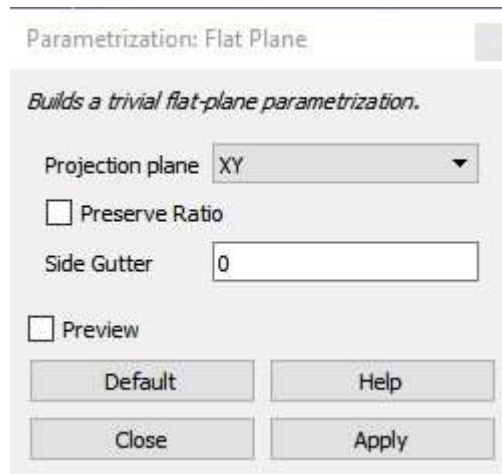 Parametrization: Flat Plane
Builds a trivial flat-plane parametrization.
Projection plane XY
Preserve Ratio
Side Gutter 0
Preview
Default Help
Close Apply